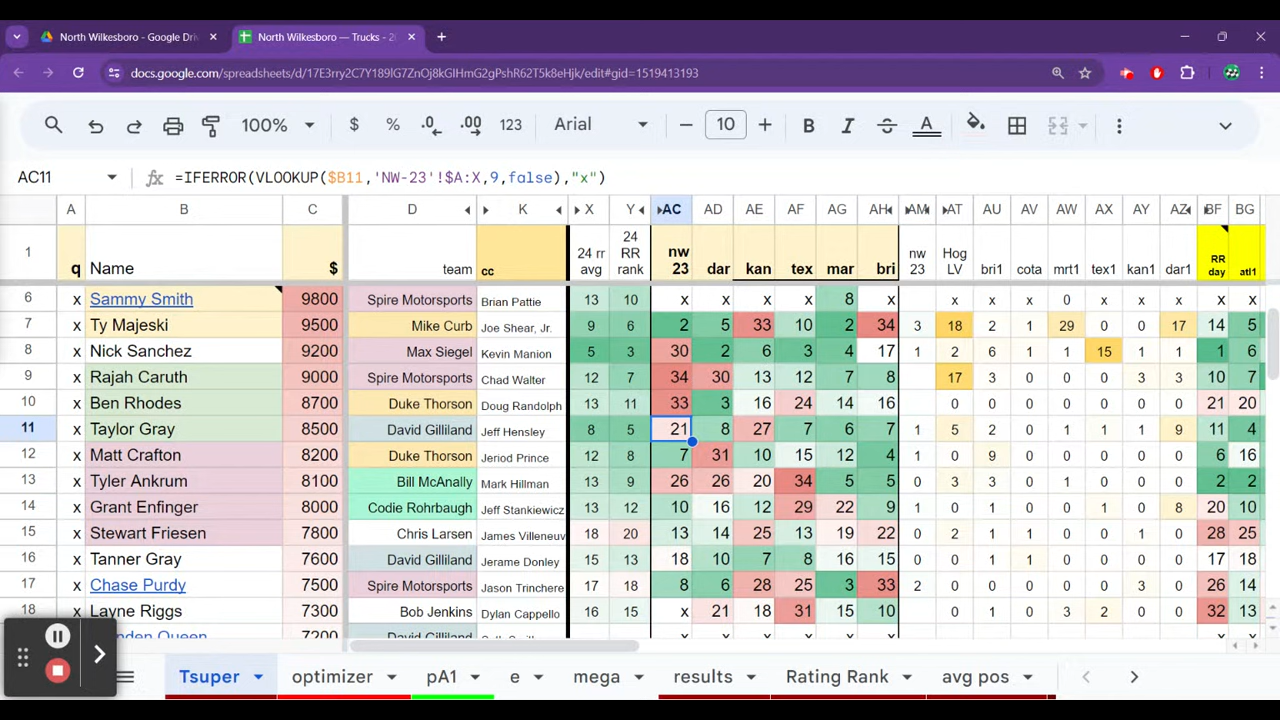 North Wilkesboro - Google Dri
North Wilkesboro — Trucks - 2
docs.google.com/spreadsheets/d/17E3rry2C7Y189lG7ZnOj8kGIHmG2gPshR62T5k8eHjk/edit#gid=1519413193
100% $ % .0 .00 123 Arial 10 B I A
AC11 =IFERROR(VLOOKUP($B11,'NW-23'!$A:X,9,false),"x")
A B C D K X Y AC AD AE AF AG AH AM AT AU AV AW AX AY AZ BF BG
1 q Name $ team cc 24 rr avg 24 RR rank nw 23 dar kan tex mar bri nw 23 Hog LV bri1 cota mrt1 tex1 kan1 dar1 RR day atl1
6 x Sammy Smith 9800 Spire Motorsports Brian Pattie 13 10 x x x x 8 x x x x 0 x x x x x
7 x Ty Majeski 9500 Mike Curb Joe Shear, Jr. 9 6 2 5 33 10 2 34 3 18 2 1 29 0 0 17 14 5
8 x Nick Sanchez 9200 Max Siegel Kevin Manion 5 3 30 2 6 3 4 17 1 2 6 1 1 15 1 1 1 6
9 x Rajah Caruth 9000 Spire Motorsports Chad Walter 12 7 34 30 13 12 7 8 17 3 0 0 0 3 3 10 7
10 x Ben Rhodes 8700 Duke Thorson Doug Randolph 13 11 33 3 16 24 14 16 0 0 0 0 0 0 0 21 20
11 x Taylor Gray 8500 David Gilliland Jeff Hensley 8 5 21 8 27 7 6 7 1 5 2 0 1 1 1 9 11 4
12 x Matt Crafton 8200 Duke Thorson Jeriod Prince 12 8 7 31 10 15 12 4 1 0 9 0 0 0 0 0 6 16
13 x Tyler Ankrum 8100 Bill McAnally Mark Hillman 13 9 26 26 20 34 5 5 0 3 3 0 1 0 0 0 2 2
14 x Grant Enfinger 8000 Codie Rohrbaugh Jeff Stankiewicz 13 14 10 16 12 29 22 9 1 0 0 0 0 1 0 8 20 10
15 x Stewart Friesen 7800 Chris Larsen James Villeneuv 18 20 13 14 25 13 19 22 0 2 1 1 0 0 1 0 28 25
16 x Tanner Gray 7600 David Gilliland Jerame Donley 15 13 18 10 7 8 16 15 0 0 1 1 0 0 0 0 17 18
17 x Chase Purdy 7500 Spire Motorsports Jason Trinchere 17 18 8 6 28 25 3 33 2 0 0 0 0 0 3 0 26 14
18 x Layne Riggs 7300 Bob Jenkins Dylan Cappello 16 15 x 21 18 31 15 10 0 1 0 3 2 0 0 32 13
7200 David Gilliland x x x x x x x
Tsuper optimizer pA1 e mega results Rating Rank avg pos